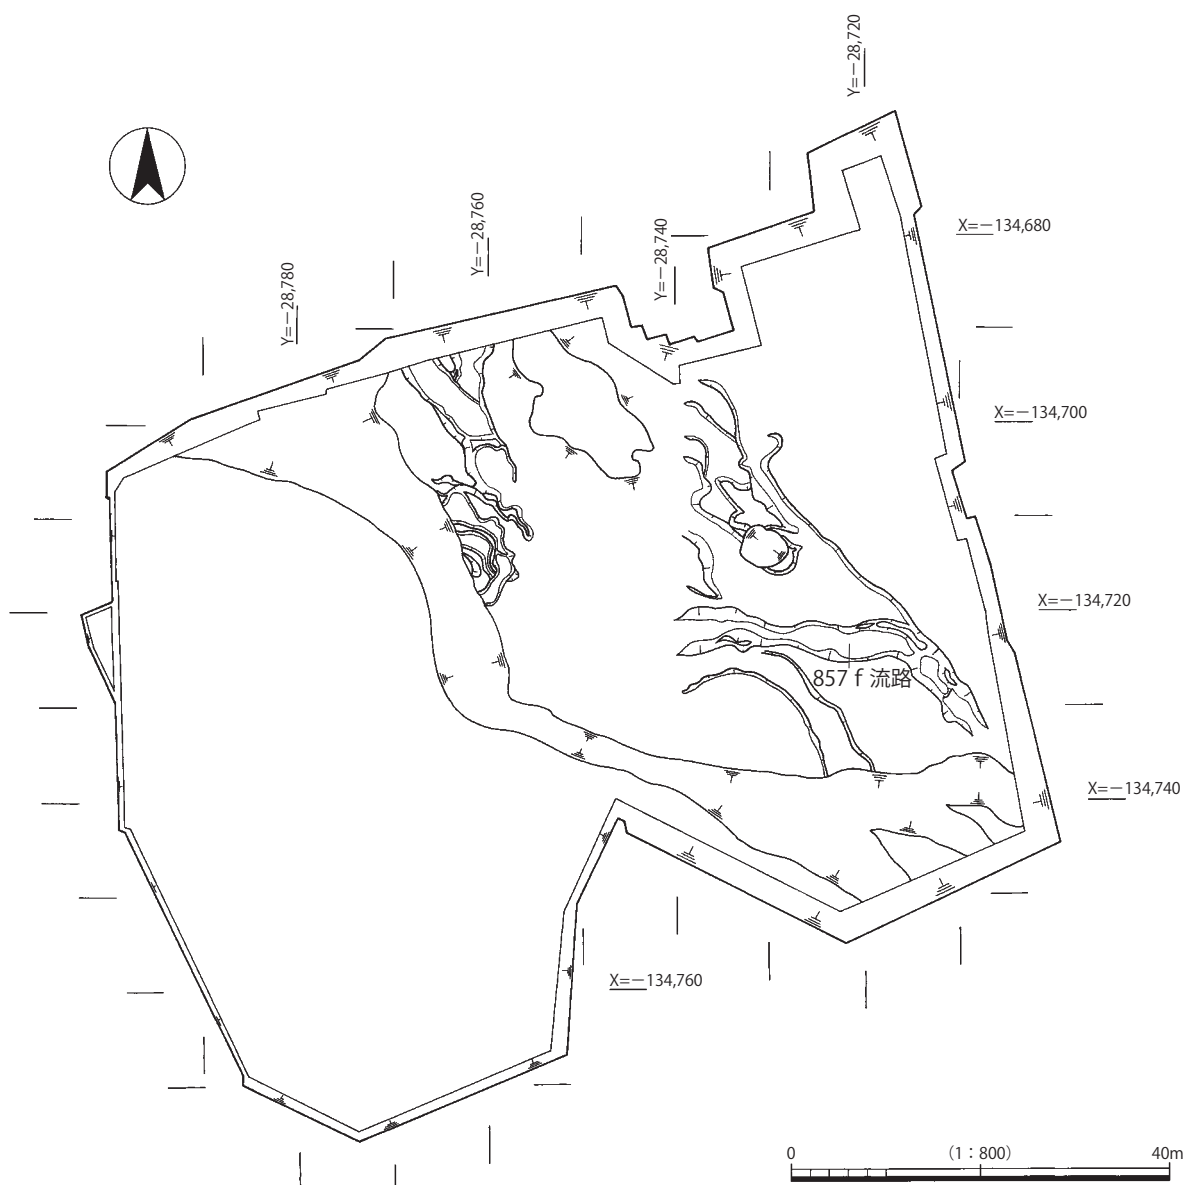 Y=－28,720
Y=－28,760
Y=－28,740
Y=－28,780
X=－134,680
X=－134,700
X=－134,720
857 f 流路
X=－134,740
X=－134,760
0 （1：800） 40m